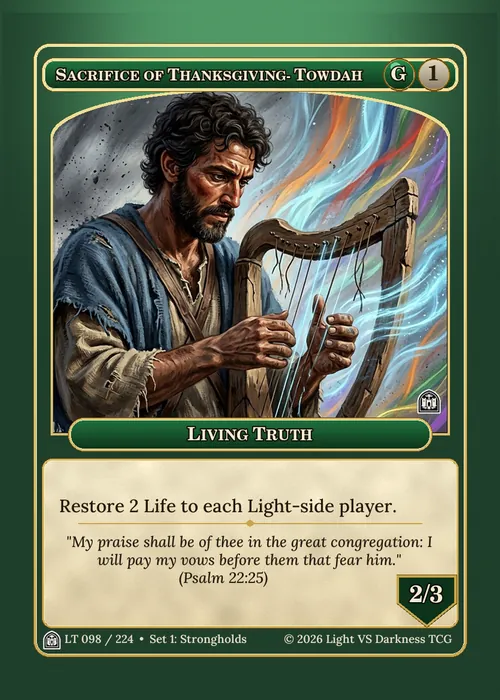 Sacrifice of Thanksgiving- Towdah G 1
Living Truth
Restore 2 Life to each Light-side player.
"My praise shall be of thee in the great congregation: I
will pay my vows before them that fear him."
(Psalm 22:25)
2/3
LT 098 / 224 • Set 1: Strongholds © 2026 Light VS Darkness TCG